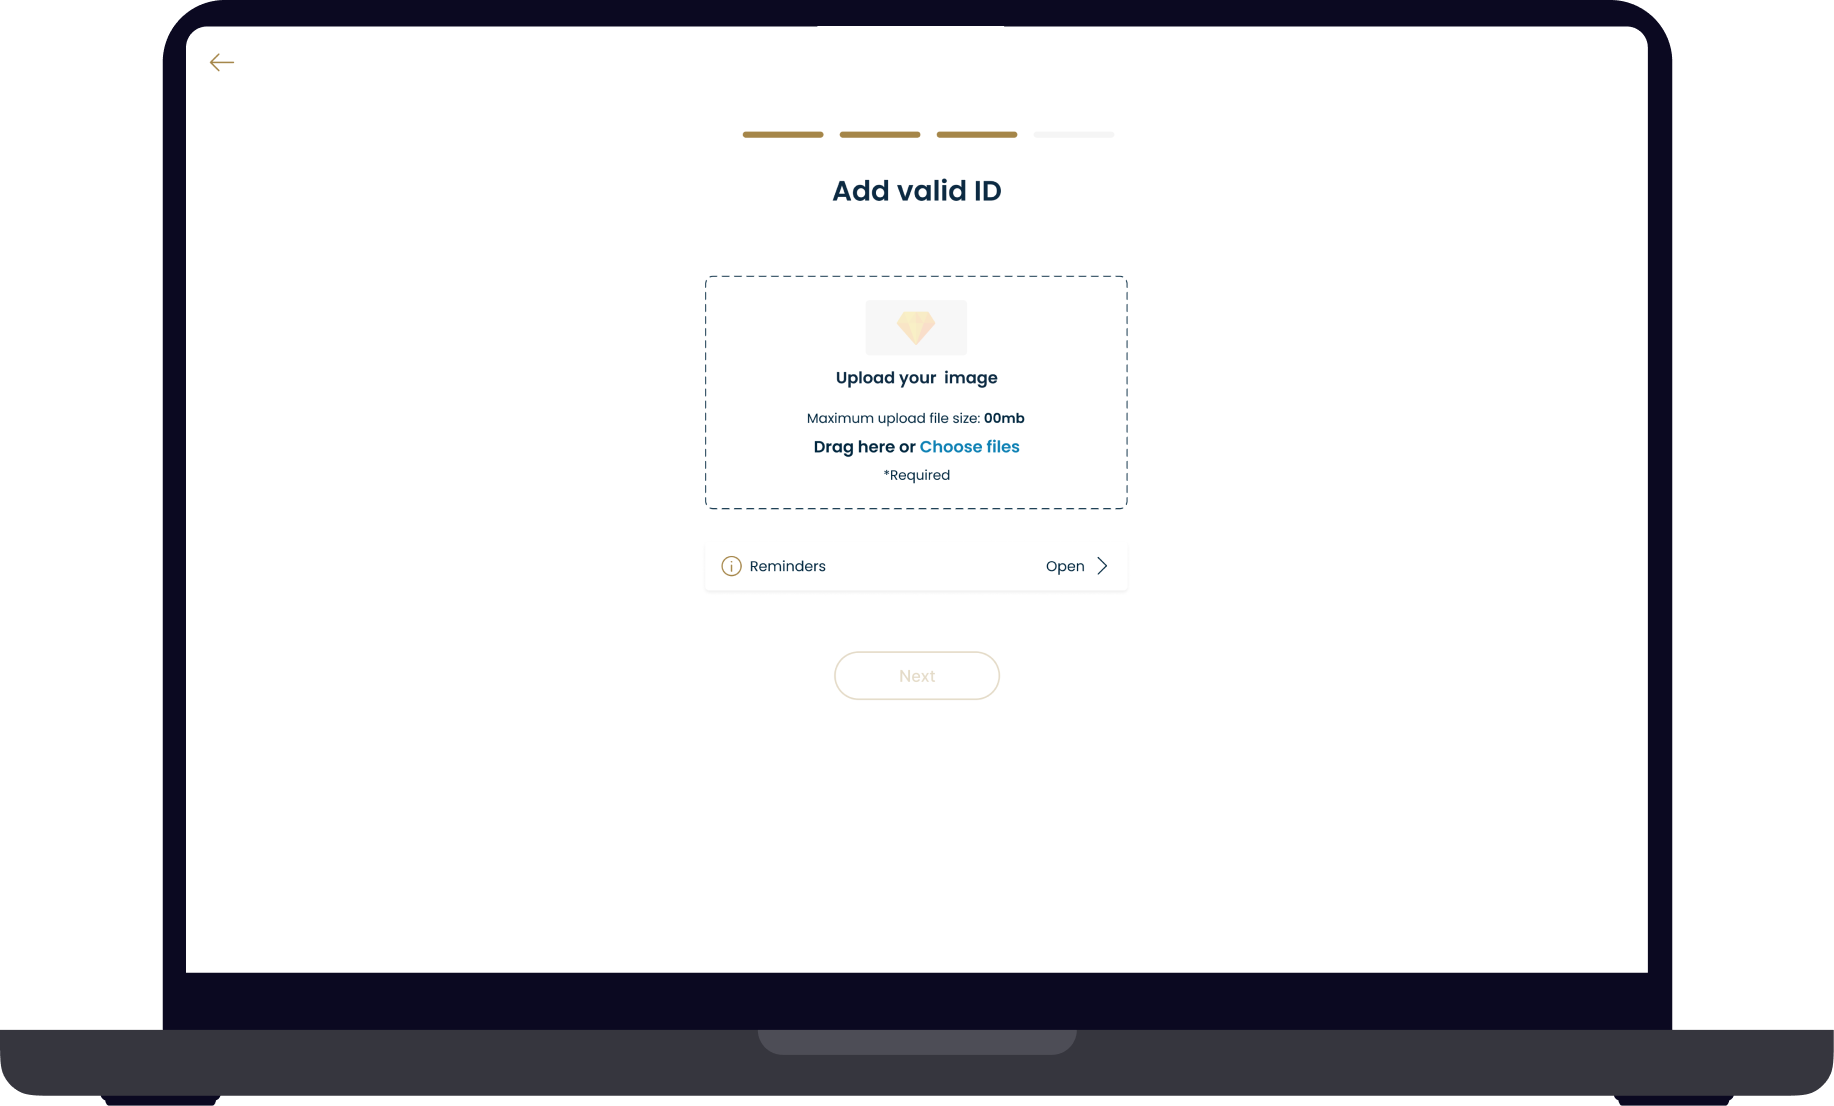 Add valid ID
Upload your image
Maximum upload file size: 00mb
Drag here or Choose files
*Required
Reminders
Open
Next